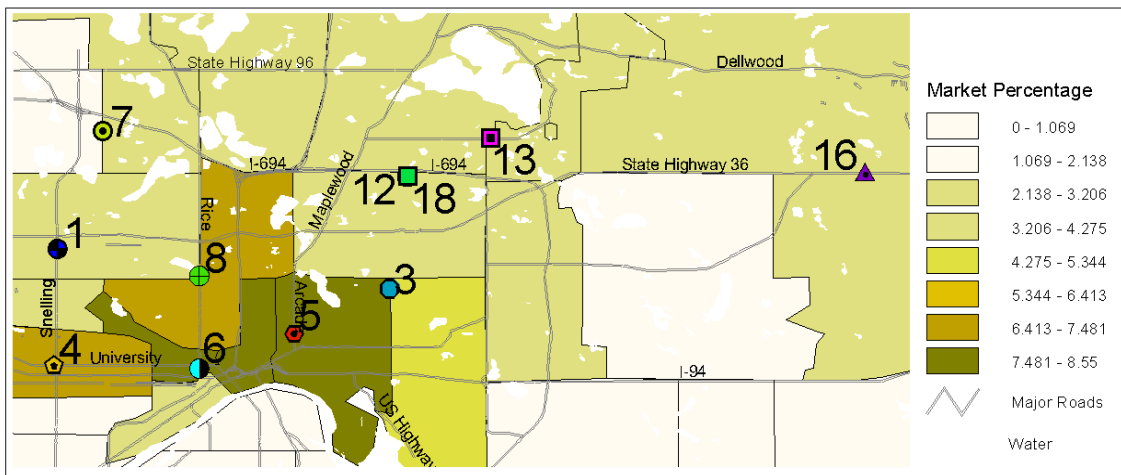 State Highway 96
Dellwood
7
I-694
Maplewood
I-694
13
State Highway 36
16
12
18
Rice
1
8
3
Snelling
Arcade
5
4
University
6
I-94
US Highway
Market Percentage
0 - 1.069
1.069 - 2.138
2.138 - 3.206
3.206 - 4.275
4.275 - 5.344
5.344 - 6.413
6.413 - 7.481
7.481 - 8.55
Major Roads
Water